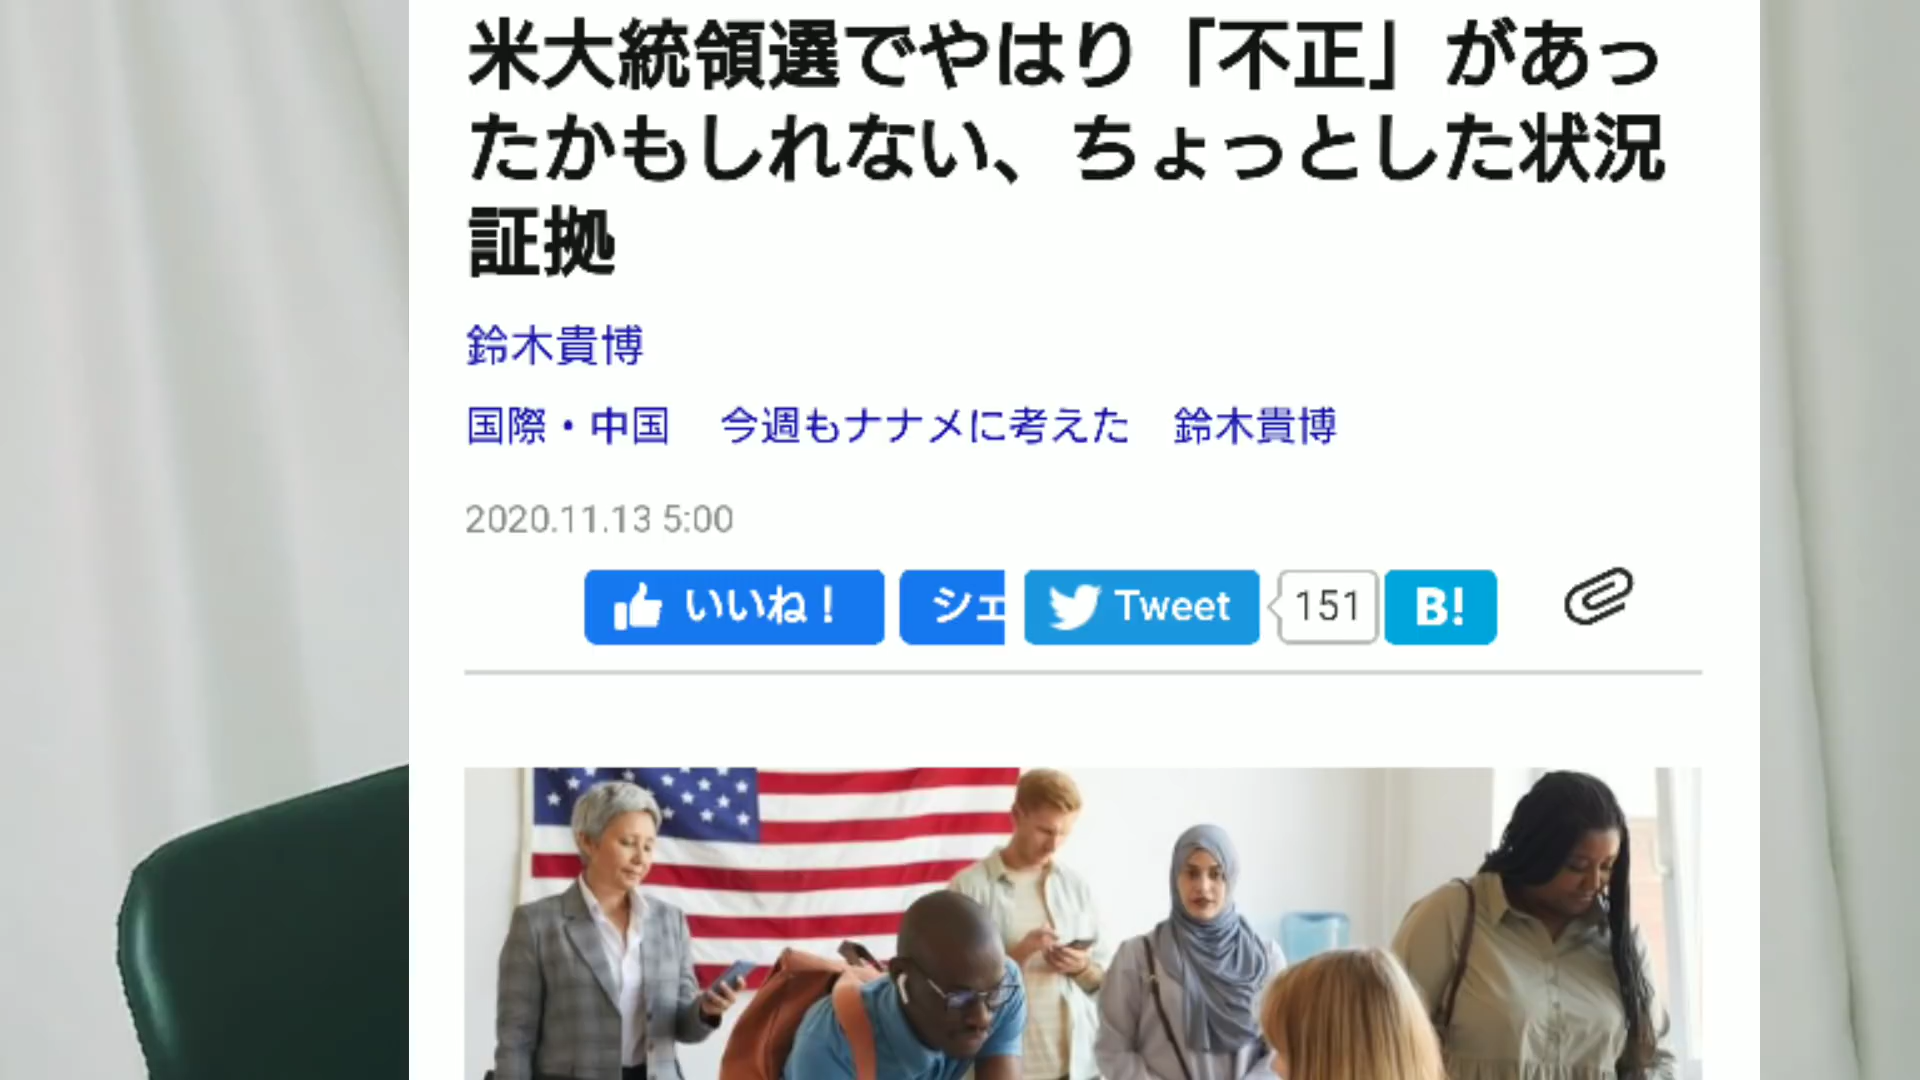 米大統領選でやはり「不正」があっ
たかもしれない、ちょっとした状況
証拠
鈴木貴博
国際・中国 今週もナナメに考えた 鈴木貴博
2020.11.13 5:00
いいね！ シェ Tweet 151 B!